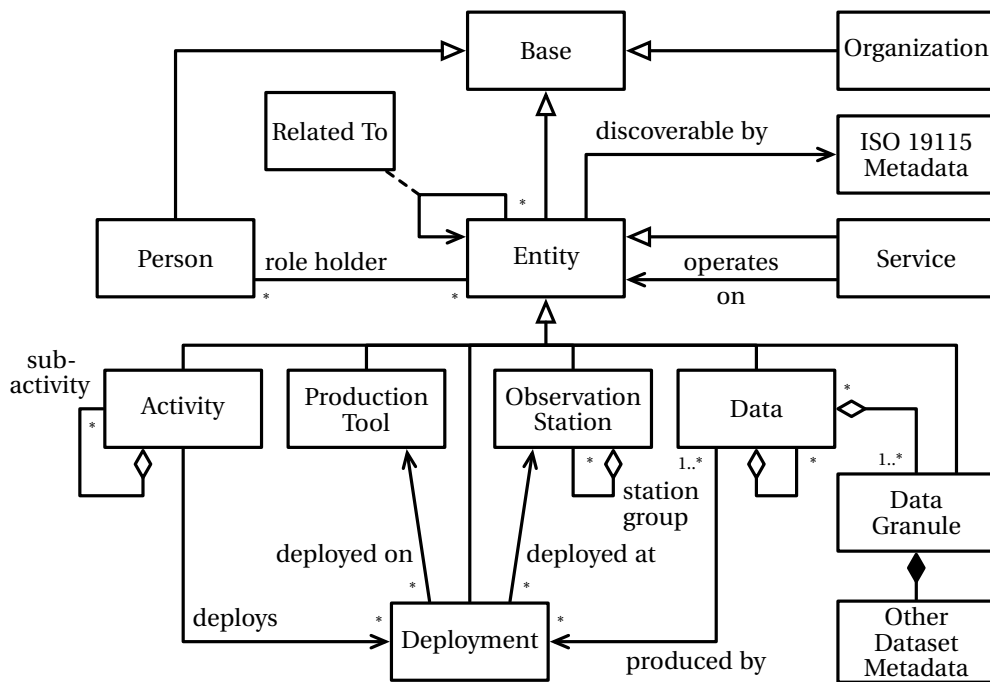 Base
Organization
Related To
discoverable by
ISO 19115
Metadata
*
Person
role holder
*
*
Entity
operates
on
Service
sub-
activity
*
Activity
Production
Tool
Observation
Station
*
station
group
Data
*
1..*
*
1..*
Data
Granule
deployed on
*
deployed at
*
deploys
*
Deployment
*
produced by
Other
Dataset
Metadata